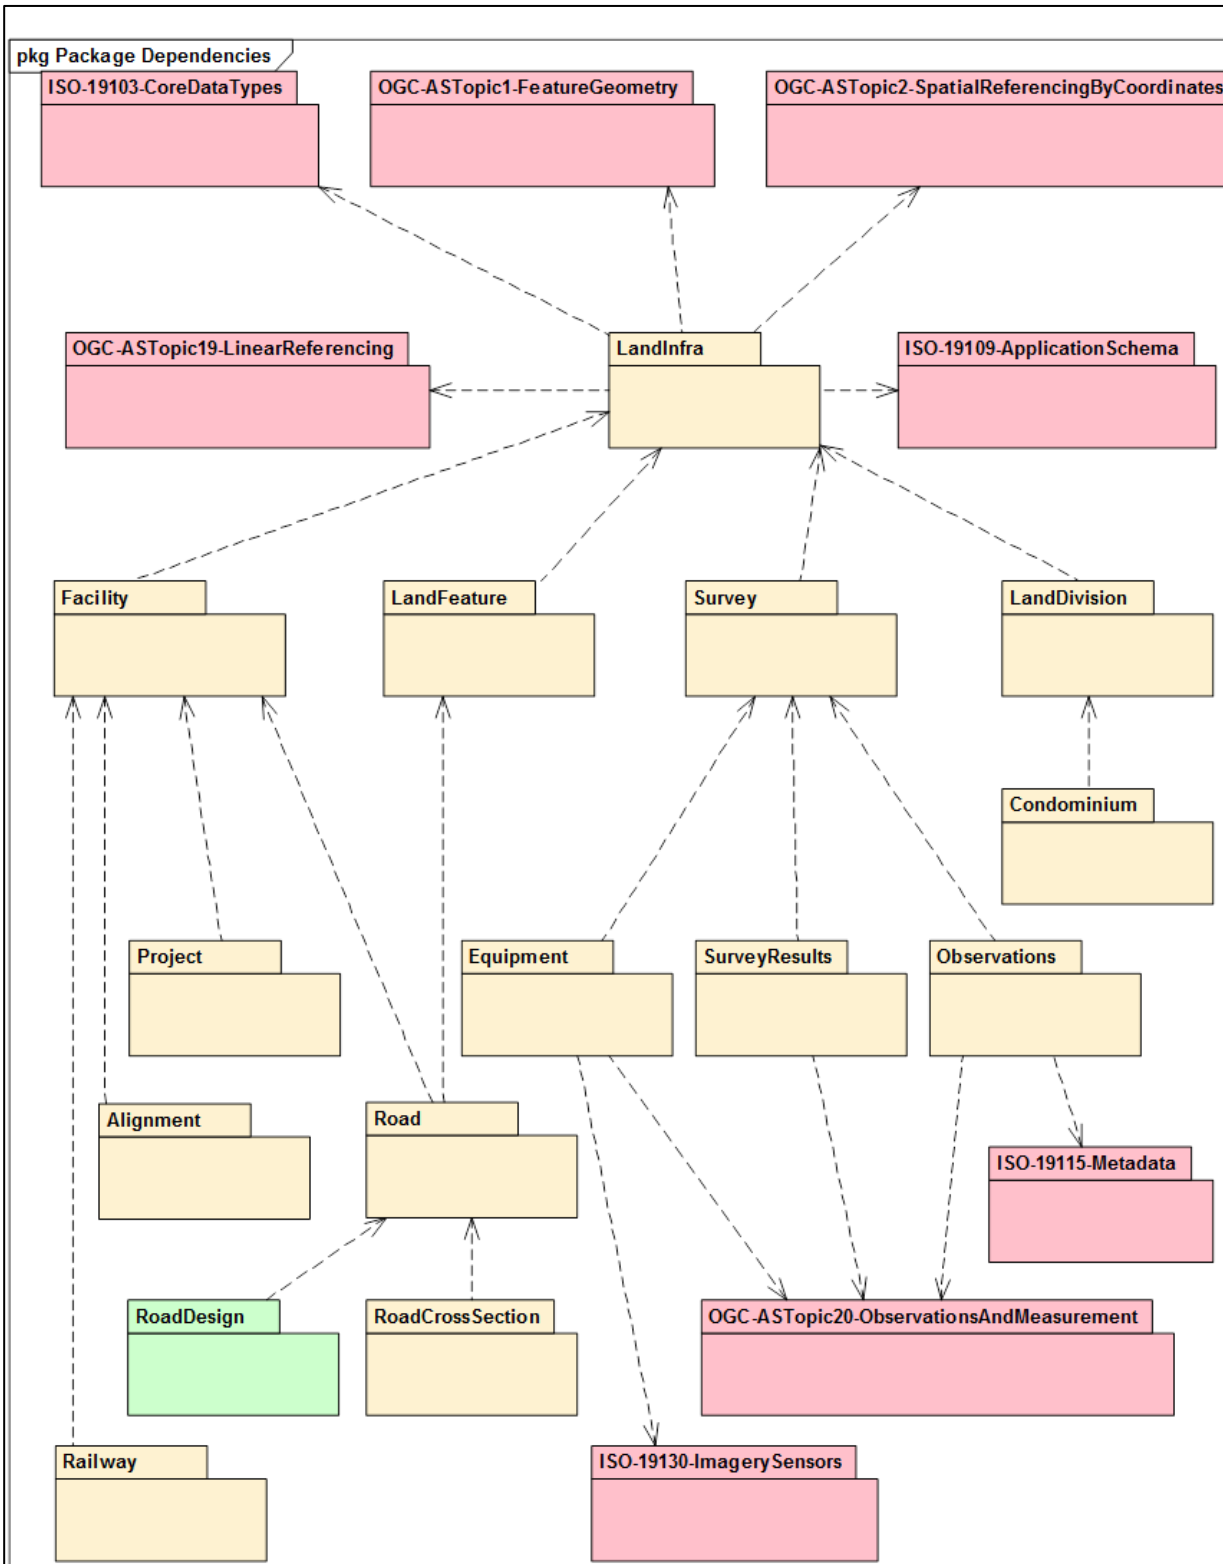 pkg Package Dependencies
ISO-19103-CoreDataTypes
OGC-ASTopic1-FeatureGeometry
OGC-ASTopic2-SpatialReferencingByCoordinates
OGC-ASTopic19-LinearReferencing
LandInfra
ISO-19109-ApplicationSchema
Facility
LandFeature
Survey
LandDivision
Condominium
Project
Equipment
SurveyResults
Observations
Alignment
Road
ISO-19115-Metadata
RoadDesign
RoadCrossSection
OGC-ASTopic20-ObservationsAndMeasurement
Railway
ISO-19130-ImagerySensors